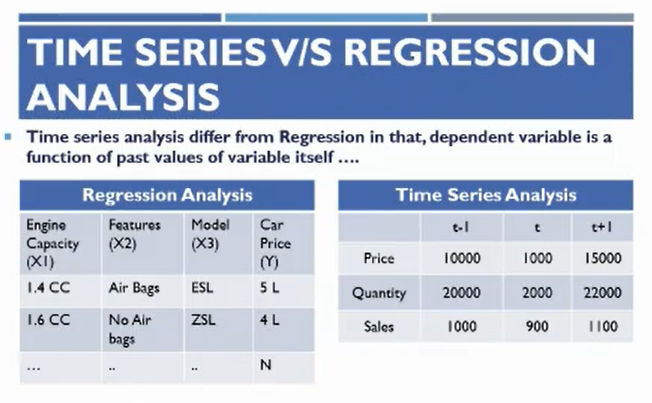 TIME SERIES V/S REGRESSION
ANALYSIS
Time series analysis differ from Regression in that, dependent variable is a
function of past values of variable itself ....
Regression Analysis
Engine Capacity (X1) Features (X2) Model (X3) Car Price (Y)
1.4 CC Air Bags ESL 5 L
1.6 CC No Air bags ZSL 4 L
... .. .. N
Time Series Analysis
t-1 t t+1
Price 10000 1000 15000
Quantity 20000 2000 22000
Sales 1000 900 1100